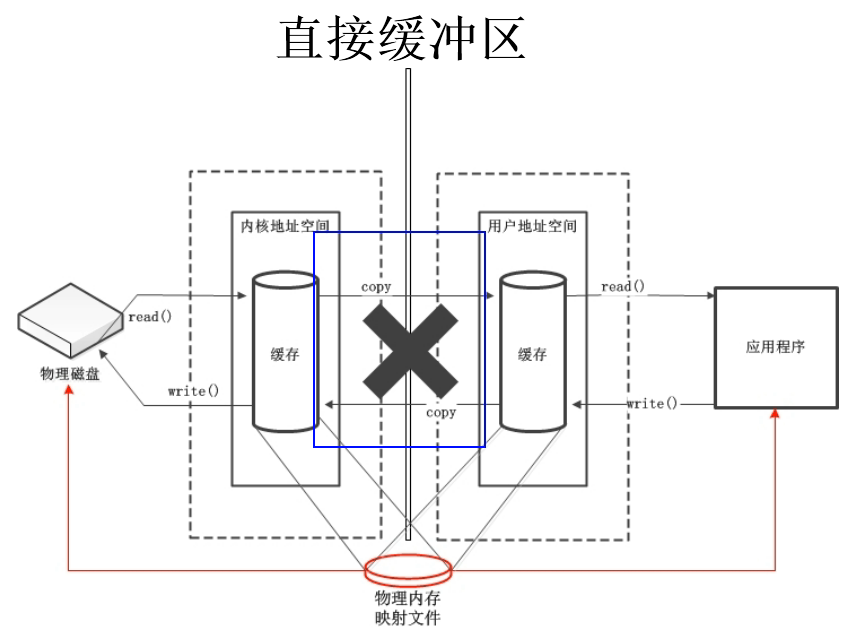 直接缓冲区
内核地址空间
用户地址空间
copy
read()
read()
缓存
缓存
应用程序
物理磁盘
write()
copy
write()
物理内存
映射文件